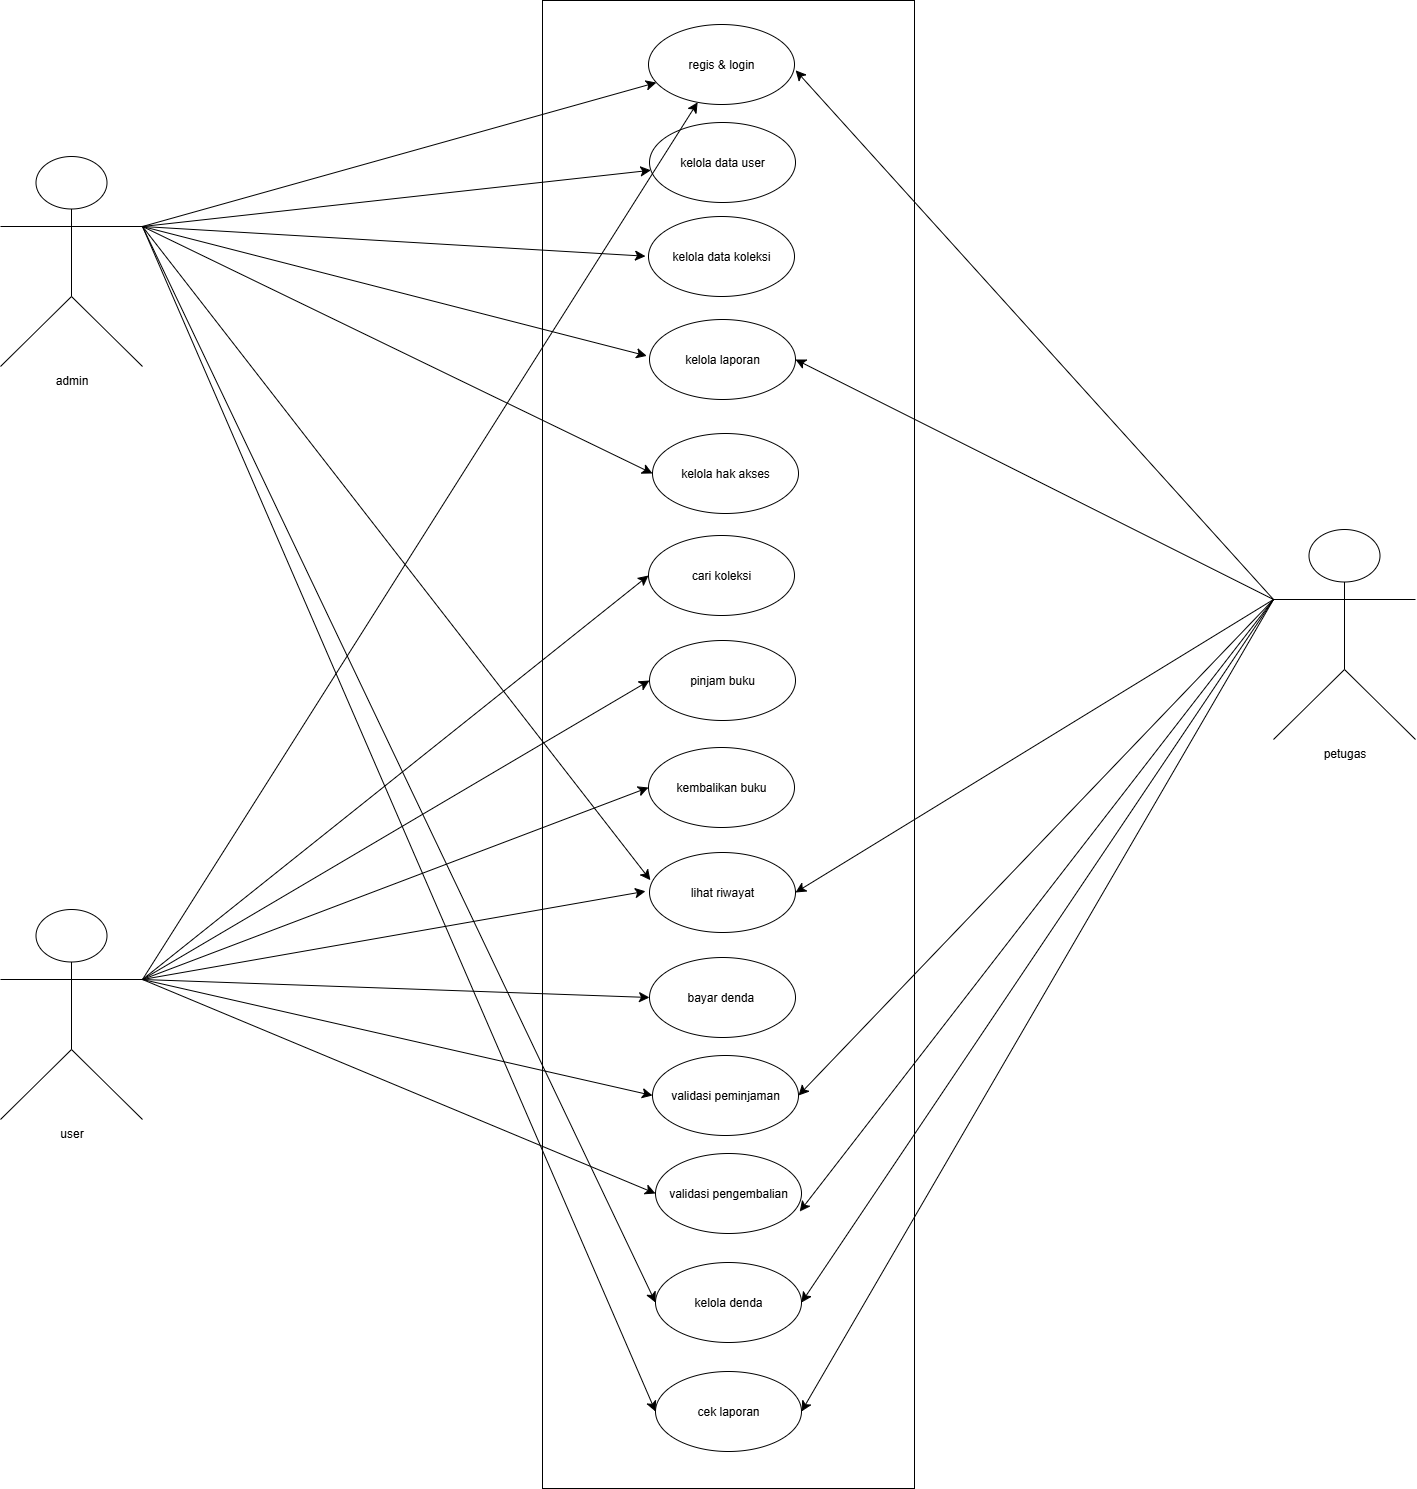 regis & login
kelola data user
kelola data koleksi
kelola laporan
kelola hak akses
cari koleksi
pinjam buku
kembalikan buku
lihat riwayat
bayar denda
validasi peminjaman
validasi pengembalian
kelola denda
cek laporan
admin
user
petugas